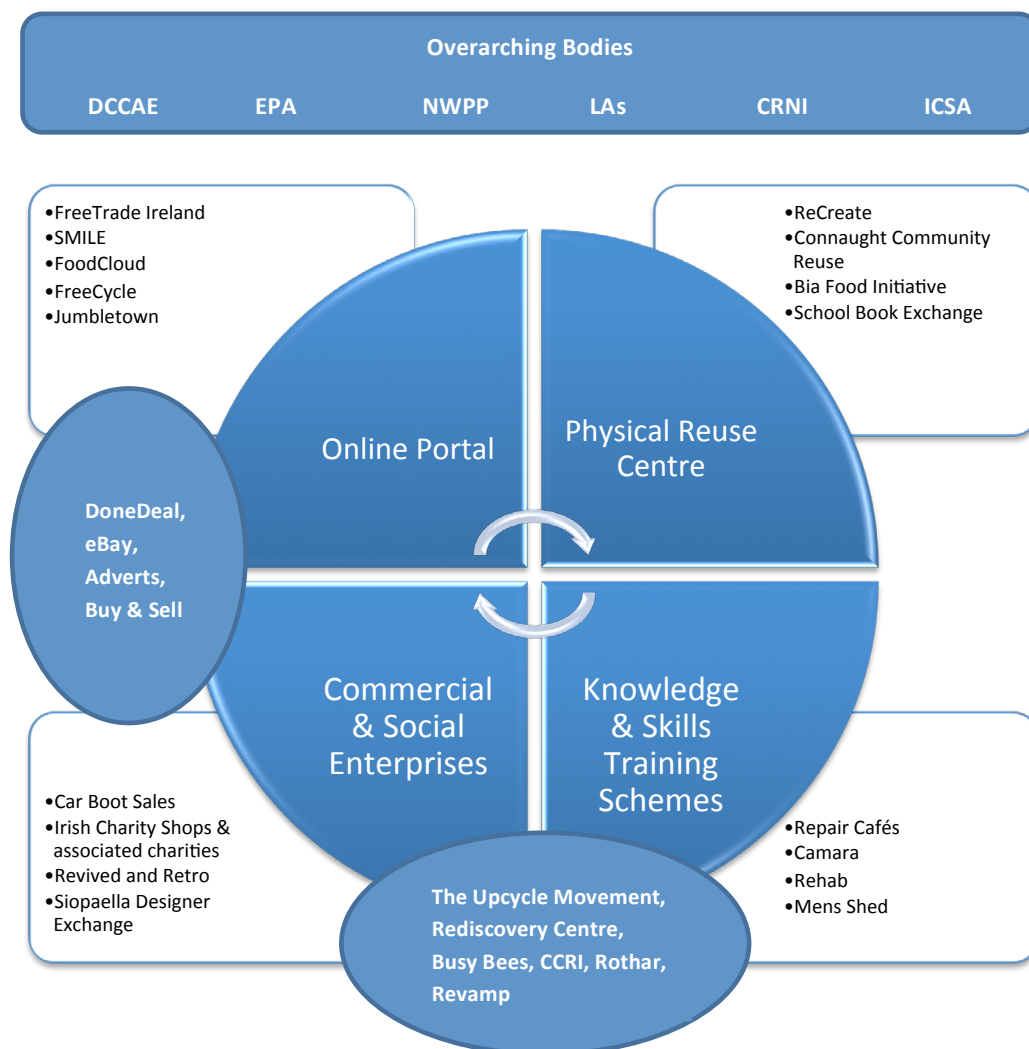 Overarching Bodies
DCCAE EPA NWPP LAs CRNI ICSA
•FreeTrade Ireland
•SMILE
•FoodCloud
•FreeCycle
•Jumbletown
•ReCreate
•Connaught Community
Reuse
•Bia Food Initiative
•School Book Exchange
Online Portal
Physical Reuse
Centre
DoneDeal,
eBay,
Adverts,
Buy & Sell
Commercial
& Social
Enterprises
Knowledge
& Skills
Training
Schemes
•Car Boot Sales
•Irish Charity Shops &
associated charities
•Revived and Retro
•Siopaella Designer
Exchange
•Repair Cafés
•Camara
•Rehab
•Mens Shed
The Upcycle Movement,
Rediscovery Centre,
Busy Bees, CCRI, Rothar,
Revamp